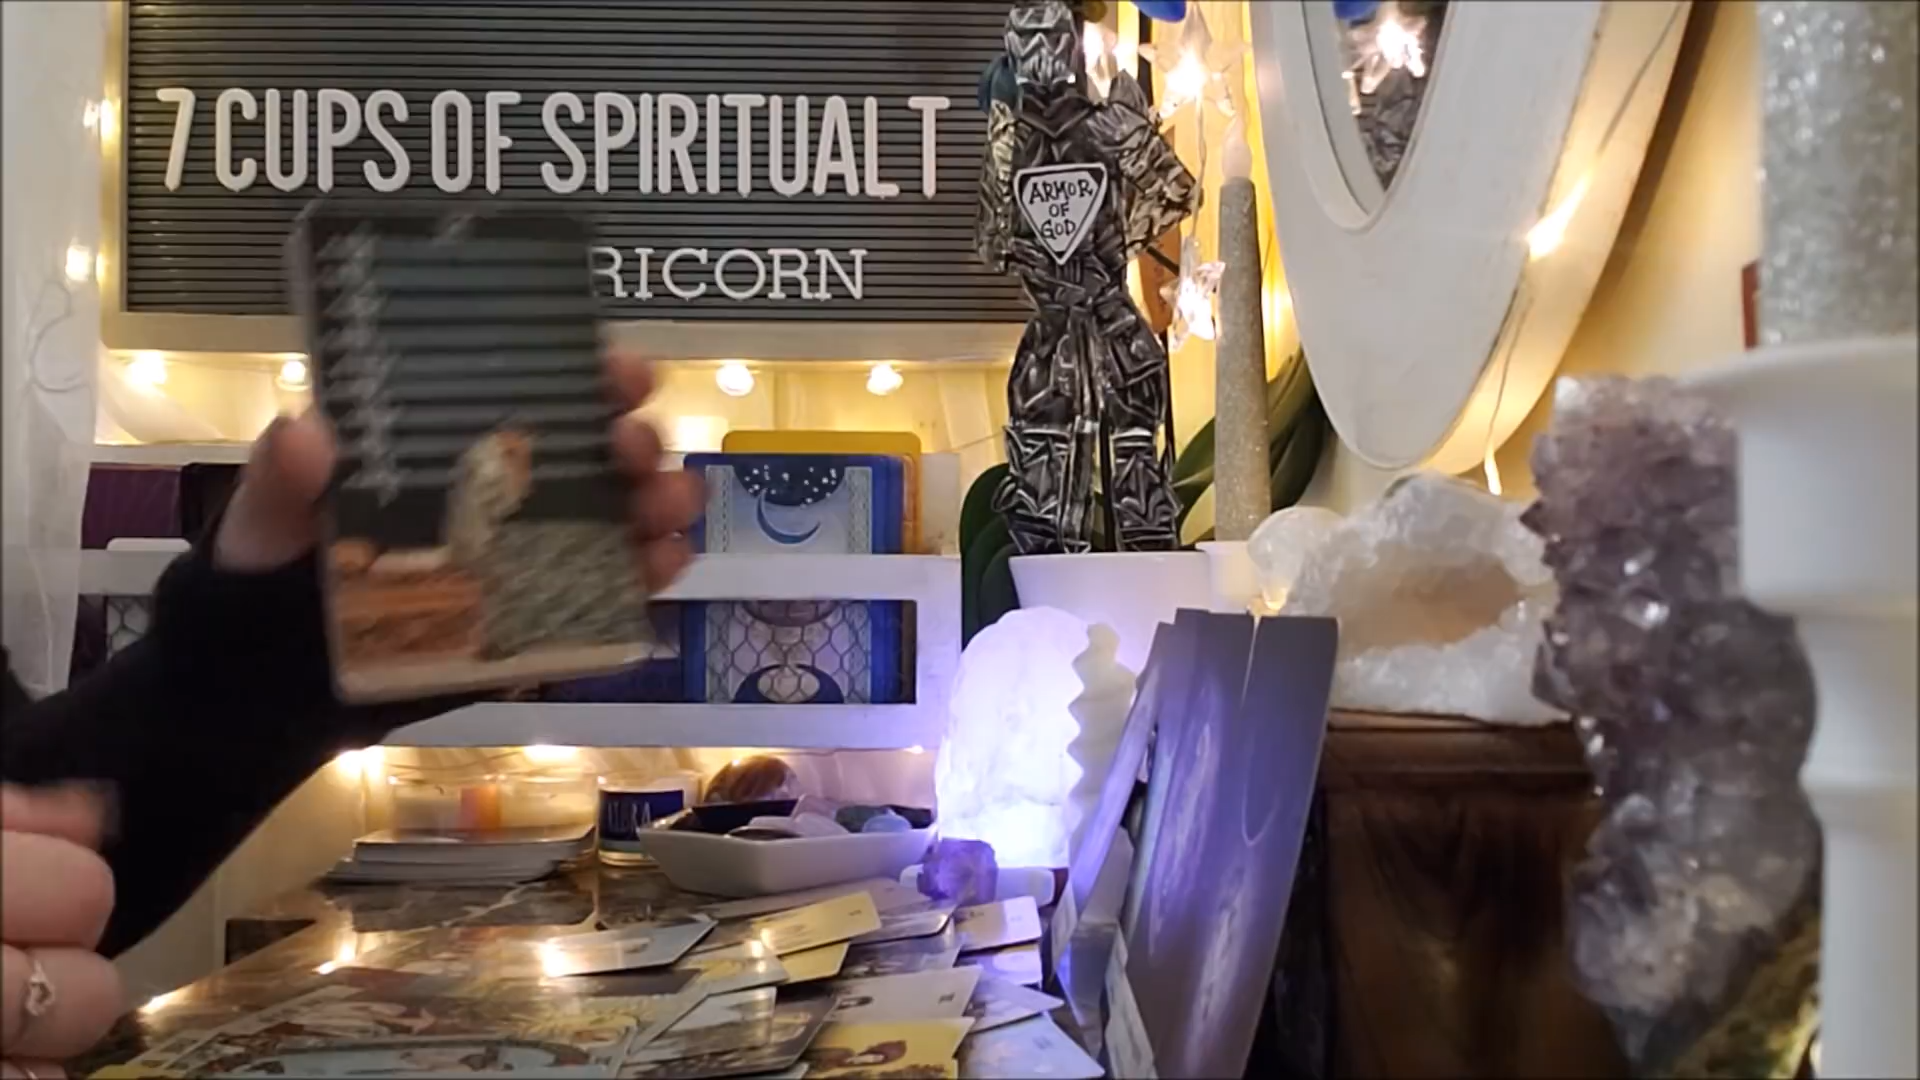 7 CUPS OF SPIRITUAL T
RICORN
ARMOR
OF
GOD